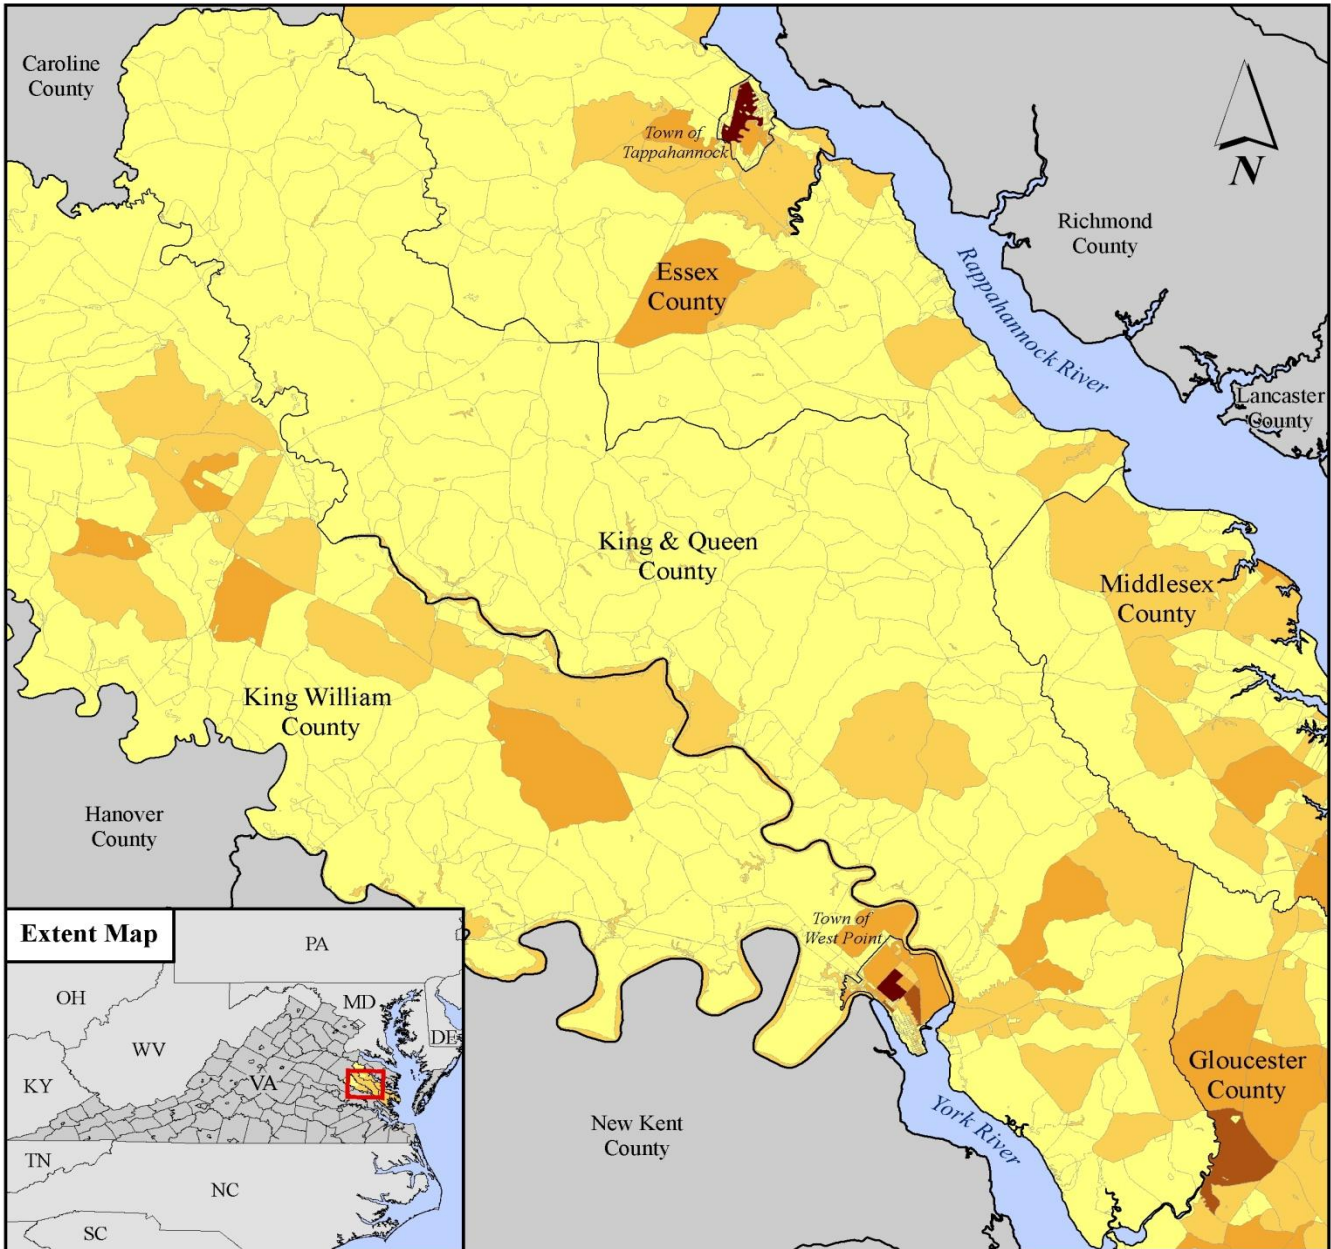 Caroline
County
Town of
Tappahannock
N
Richmond
County
Essex
County
Rappahannock River
Lancaster
County
King & Queen
County
Middlesex
County
King William
County
Hanover
County
Town of
West Point
Extent Map
PA
OH
MD
DE
WV
KY
VA
TN
NC
SC
New Kent
County
York River
Gloucester
County